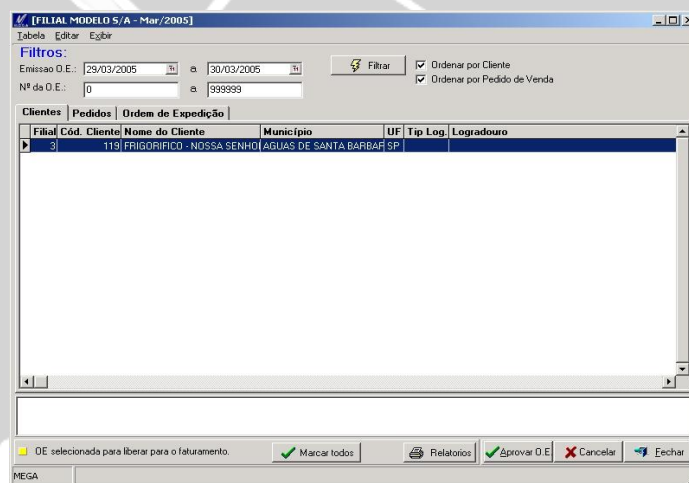 [FILIAL MODELO S/A - Mar/2005]
Tabela Editar Exibir
Filtros:
Emissao O.E.: 29/03/2005 a 30/03/2005 Filtrar Ordenar por Cliente
Ordenar por Pedido de Venda
Nº da O.E.: 0 a 999999
Clientes Pedidos Ordem de Expedição
Filial Cód. Cliente Nome do Cliente Município UF Tip Log. Logradouro
3 119 FRIGORIFICO - NOSSA SENHO AGUAS DE SANTA BARBAR SP
OE selecionada para liberar para o faturamento. Marcar todos Relatorios Aprovar O.E Cancelar Fechar
MEGA